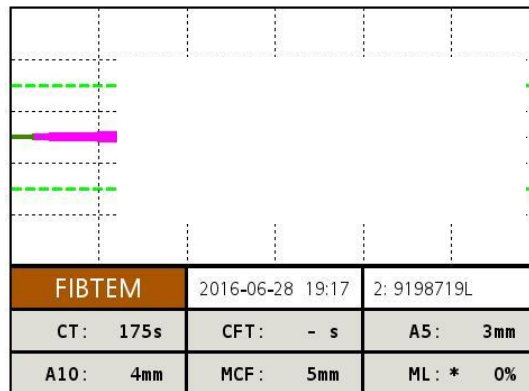 FIBTEM 2016-06-28 19:17 2: 9198719L
CT: 175s CFT: - s A5: 3mm
A10: 4mm MCF: 5mm ML: * 0%